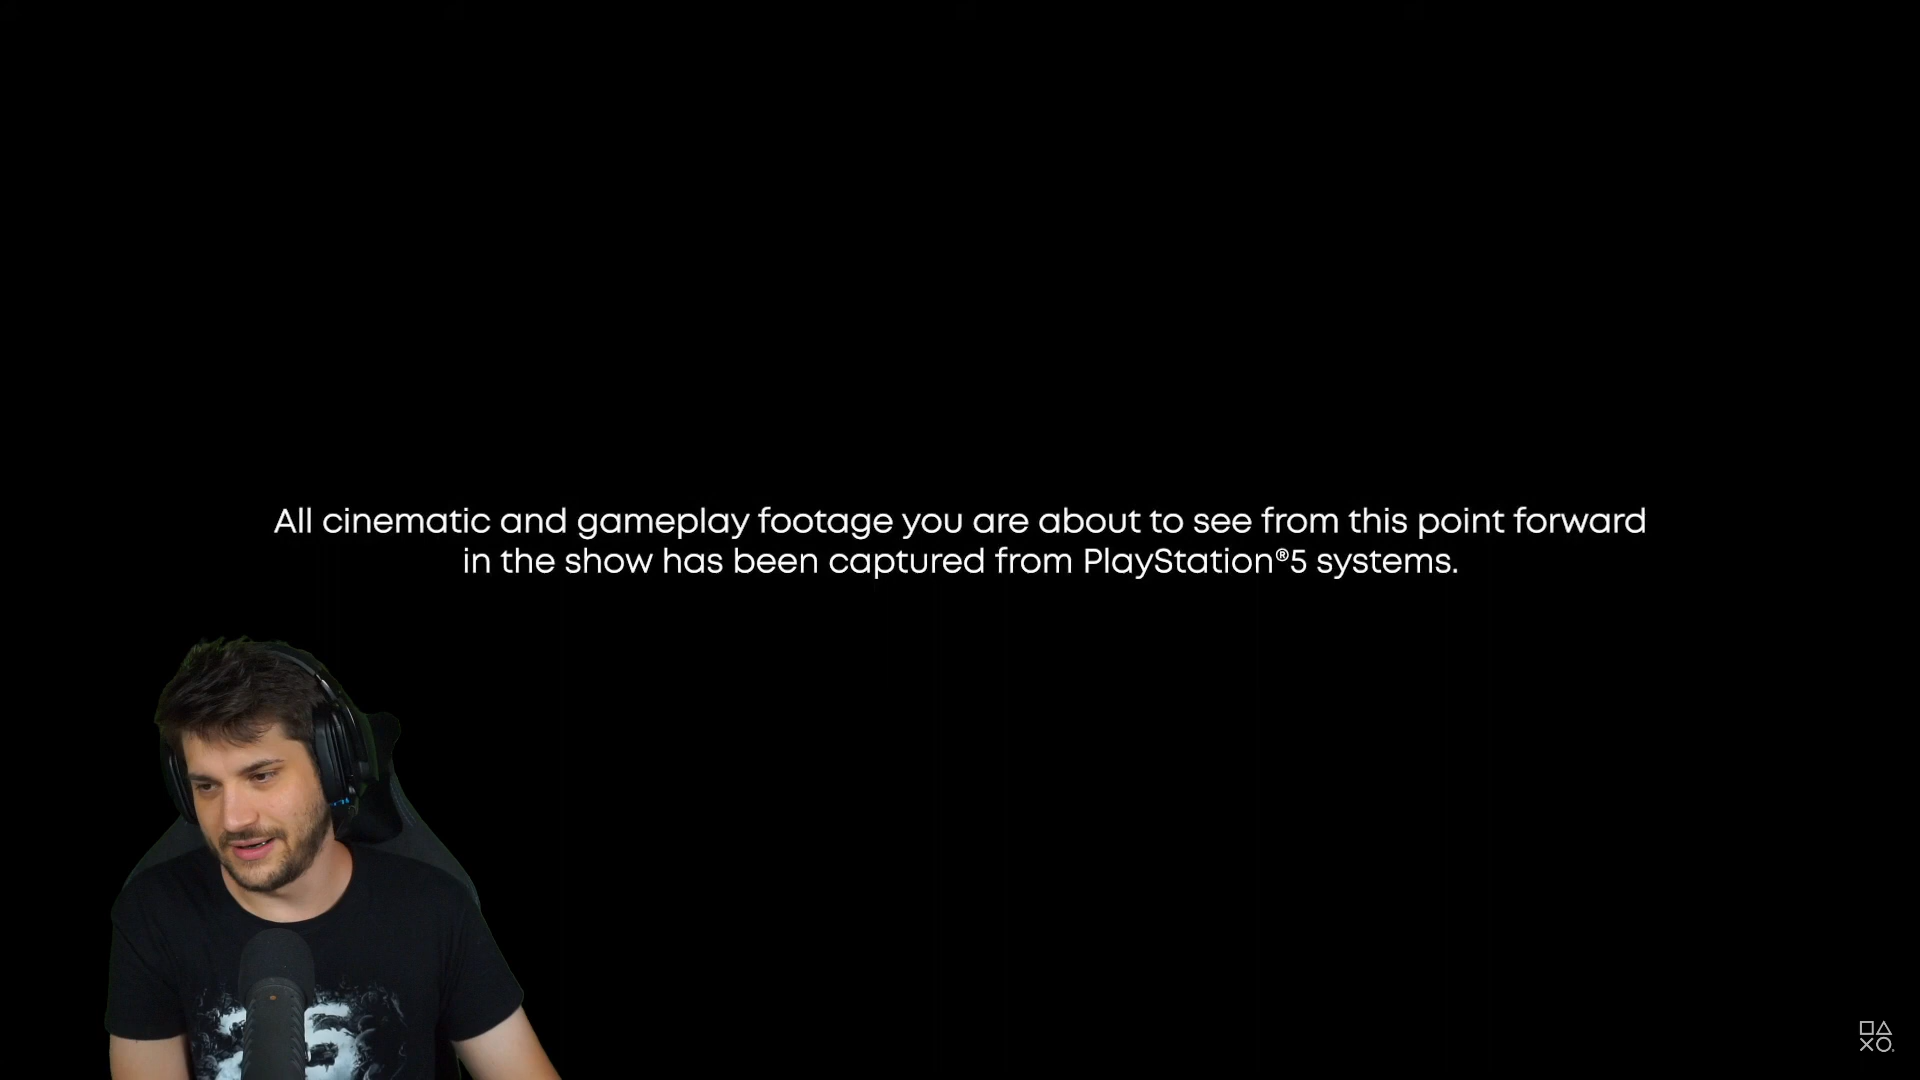 All cinematic and gameplay footage you are about to see from this point forward
in the show has been captured from PlayStation®5 systems.